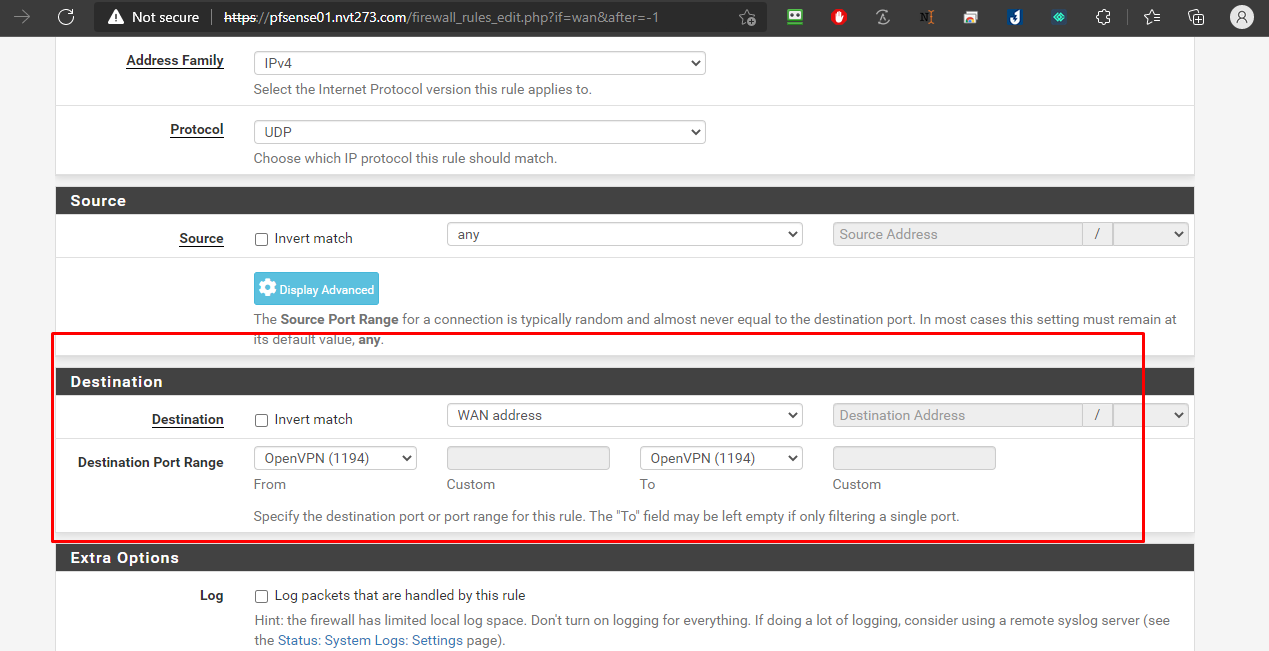 Not secure https://pfsense01.nvt273.com/firewall_rules_edit.php?if=wan&after=-1
Address Family IPv4
Select the Internet Protocol version this rule applies to.
Protocol UDP
Choose which IP protocol this rule should match.
Source
Source Invert match any Source Address /
Display Advanced
The Source Port Range for a connection is typically random and almost never equal to the destination port. In most cases this setting must remain at
its default value, any.
Destination
Destination Invert match WAN address Destination Address /
Destination Port Range OpenVPN (1194) OpenVPN (1194)
From Custom To Custom
Specify the destination port or port range for this rule. The "To" field may be left empty if only filtering a single port.
Extra Options
Log Log packets that are handled by this rule
Hint: the firewall has limited local log space. Don't turn on logging for everything. If doing a lot of logging, consider using a remote syslog server (see
the Status: System Logs: Settings page).